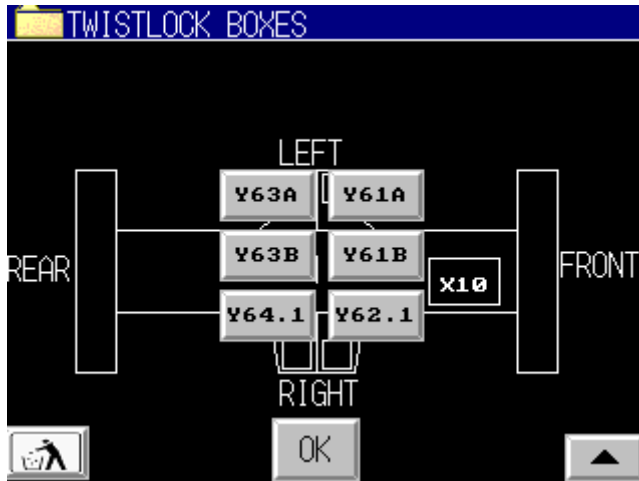 TWISTLOCK BOXES
LEFT
Y63A Y61A
Y63B Y61B
REAR FRONT
X10
Y64.1 Y62.1
RIGHT
OK